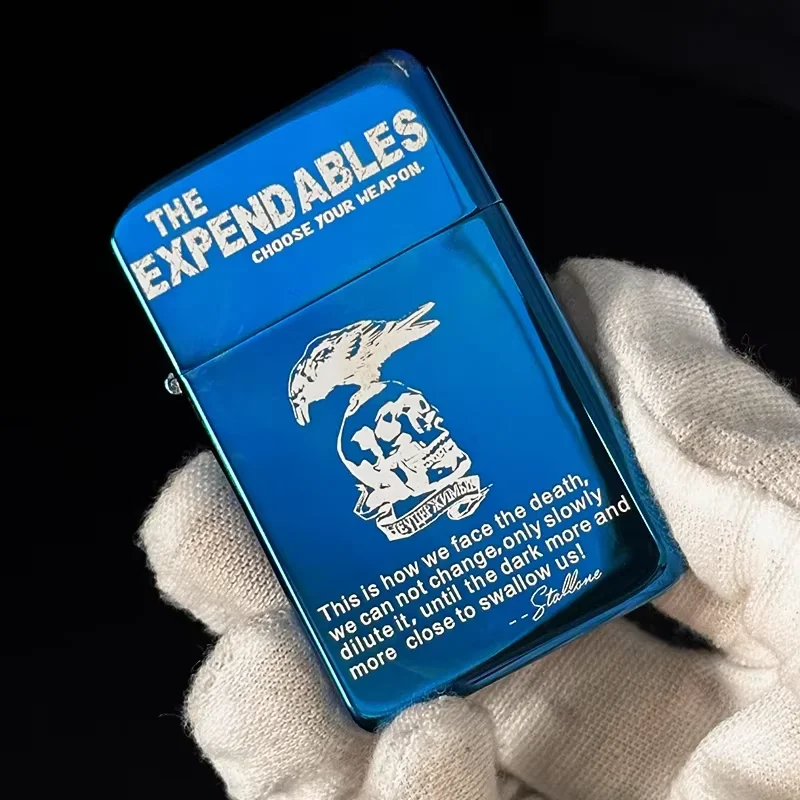 THE
EXPENDABLES
CHOOSE YOUR WEAPON.
НЕУДЕРЖИМЫЕ
This is how we face the death,
we can not change,only slowly
dilute it, until the dark more and
more close to swallow us!
--Stallone